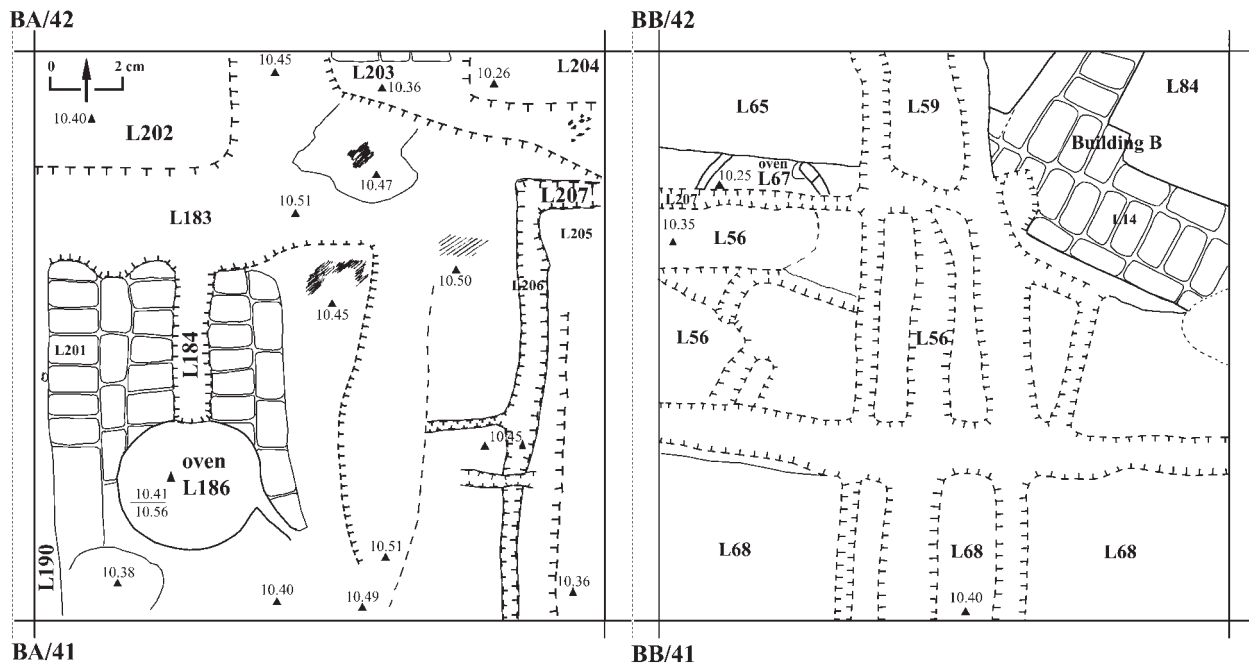 BA/42
BB/42
0 2 cm
10.45
L203
10.36
10.26
L204
10.40
L202
10.47
L183
10.51
L207
L205
10.50
L206
10.45
L201
L184
10.45
oven
L186
10.41
10.56
L190
10.38
10.40
10.51
10.49
10.36
L65
L59
L84
Building B
oven
L67
10.25
L207
10.35
L56
L14
L56
L56
L68
L68
L68
10.40
BA/41
BB/41